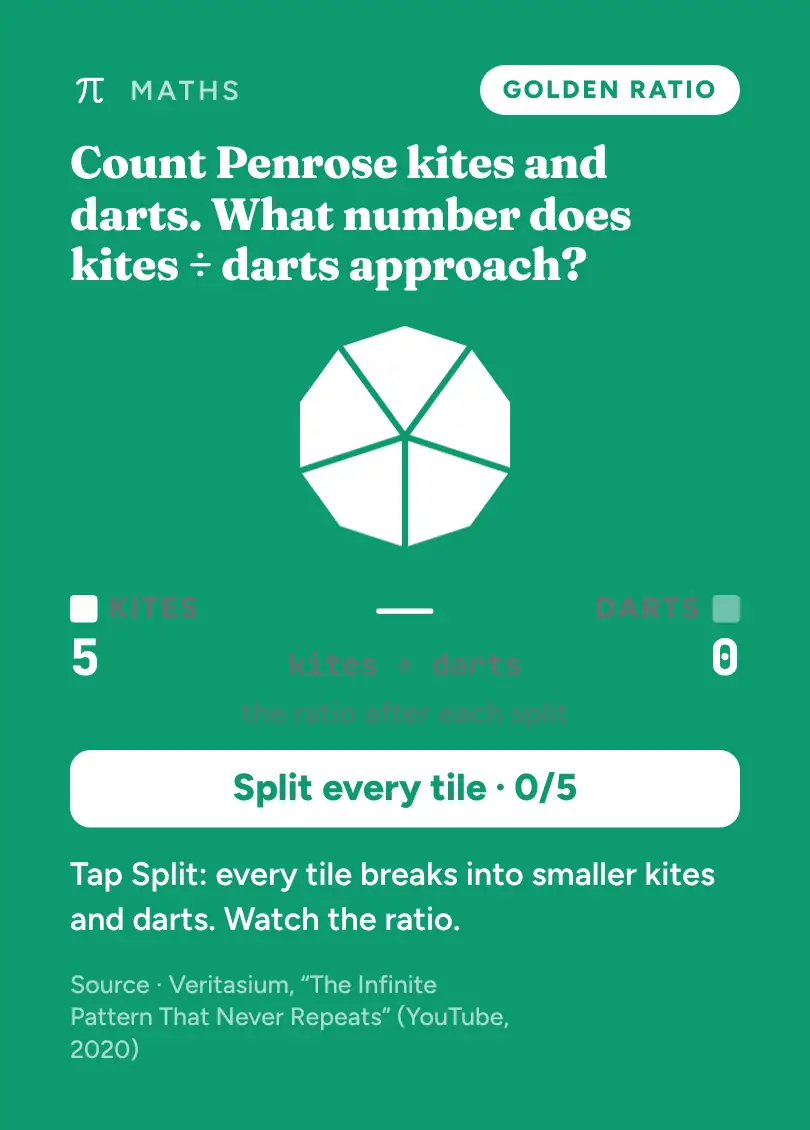 π MATHS
GOLDEN RATIO
Count Penrose kites and
darts. What number does
kites ÷ darts approach?
KITES
—
DARTS
5
kites ÷ darts
0
the ratio after each split
Split every tile · 0/5
Tap Split: every tile breaks into smaller kites
and darts. Watch the ratio.
Source · Veritasium, “The Infinite
Pattern That Never Repeats” (YouTube,
2020)